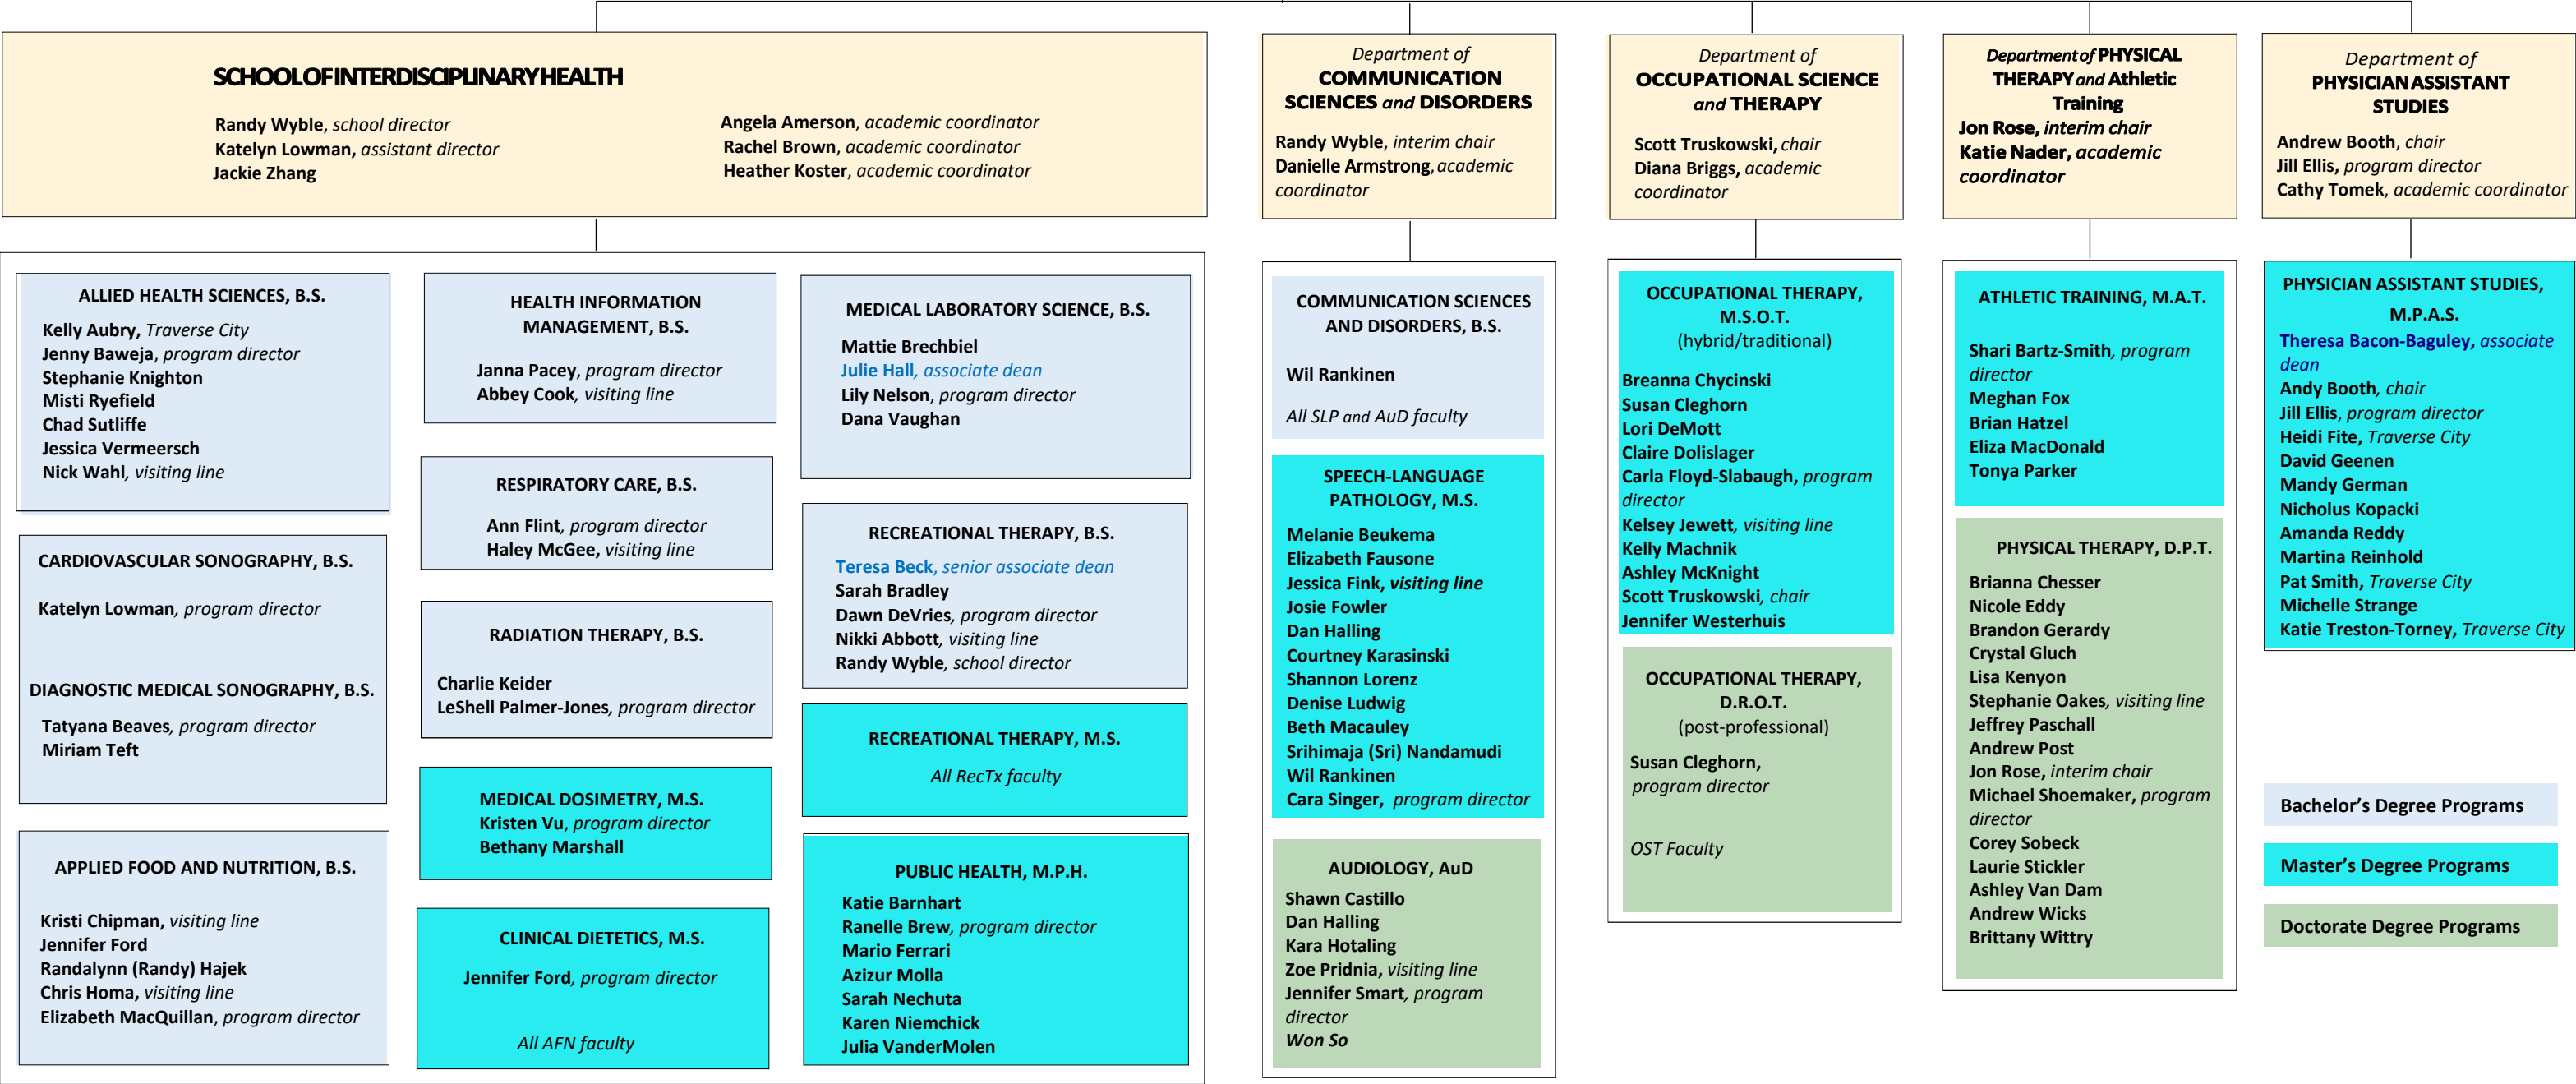 SCHOOL OF INTERDISCIPLINARY HEALTH
Randy Wyble, school director
Katelyn Lowman, assistant director
Jackie Zhang
Angela Amerson, academic coordinator
Rachel Brown, academic coordinator
Heather Koster, academic coordinator
Department of
COMMUNICATION
SCIENCES and DISORDERS
Randy Wyble, interim chair
Danielle Armstrong, academic
coordinator
Department of
OCCUPATIONAL SCIENCE
and THERAPY
Scott Truskowski, chair
Diana Briggs, academic
coordinator
Department of PHYSICAL
THERAPY and Athletic
Training
Jon Rose, interim chair
Katie Nader, academic
coordinator
Department of
PHYSICIAN ASSISTANT
STUDIES
Andrew Booth, chair
Jill Ellis, program director
Cathy Tomek, academic coordinator
ALLIED HEALTH SCIENCES, B.S.
Kelly Aubry, Traverse City
Jenny Baweja, program director
Stephanie Knighton
Misti Ryefield
Chad Sutliffe
Jessica Vermeersch
Nick Wahl, visiting line
CARDIOVASCULAR SONOGRAPHY, B.S.
Katelyn Lowman, program director
DIAGNOSTIC MEDICAL SONOGRAPHY, B.S.
Tatyana Beaves, program director
Miriam Teft
APPLIED FOOD AND NUTRITION, B.S.
Kristi Chipman, visiting line
Jennifer Ford
Randalynn (Randy) Hajek
Chris Homa, visiting line
Elizabeth MacQuillan, program director
HEALTH INFORMATION
MANAGEMENT, B.S.
Janna Pacey, program director
Abbey Cook, visiting line
RESPIRATORY CARE, B.S.
Ann Flint, program director
Haley McGee, visiting line
RADIATION THERAPY, B.S.
Charlie Keider
LeShell Palmer-Jones, program director
MEDICAL DOSIMETRY, M.S.
Kristen Vu, program director
Bethany Marshall
CLINICAL DIETETICS, M.S.
Jennifer Ford, program director
All AFN faculty
MEDICAL LABORATORY SCIENCE, B.S.
Mattie Brechbiel
Julie Hall, associate dean
Lily Nelson, program director
Dana Vaughan
RECREATIONAL THERAPY, B.S.
Teresa Beck, senior associate dean
Sarah Bradley
Dawn DeVries, program director
Nikki Abbott, visiting line
Randy Wyble, school director
RECREATIONAL THERAPY, M.S.
All RecTx faculty
PUBLIC HEALTH, M.P.H.
Katie Barnhart
Ranelle Brew, program director
Mario Ferrari
Azizur Molla
Sarah Nechuta
Karen Niemchick
Julia VanderMolen
COMMUNICATION SCIENCES
AND DISORDERS, B.S.
Wil Rankinen
All SLP and AuD faculty
SPEECH-LANGUAGE
PATHOLOGY, M.S.
Melanie Beukema
Elizabeth Fausone
Jessica Fink, visiting line
Josie Fowler
Dan Halling
Courtney Karasinski
Shannon Lorenz
Denise Ludwig
Beth Macauley
Srihimaja (Sri) Nandamudi
Wil Rankinen
Cara Singer, program director
AUDIOLOGY, AuD
Shawn Castillo
Dan Halling
Kara Hotaling
Zoe Pridnia, visiting line
Jennifer Smart, program
director
Won So
OCCUPATIONAL THERAPY,
M.S.O.T.
(hybrid/traditional)
Breanna Chycinski
Susan Cleghorn
Lori DeMott
Claire Dolislager
Carla Floyd-Slabaugh, program
director
Kelsey Jewett, visiting line
Kelly Machnik
Ashley McKnight
Scott Truskowski, chair
Jennifer Westerhuis
OCCUPATIONAL THERAPY,
D.R.O.T.
(post-professional)
Susan Cleghorn,
program director
OST Faculty
ATHLETIC TRAINING, M.A.T.
Shari Bartz-Smith, program
director
Meghan Fox
Brian Hatzel
Eliza MacDonald
Tonya Parker
PHYSICAL THERAPY, D.P.T.
Brianna Chesser
Nicole Eddy
Brandon Gerardy
Crystal Gluch
Lisa Kenyon
Stephanie Oakes, visiting line
Jeffrey Paschall
Andrew Post
Jon Rose, interim chair
Michael Shoemaker, program
director
Corey Sobeck
Laurie Stickler
Ashley Van Dam
Andrew Wicks
Brittany Wittry
PHYSICIAN ASSISTANT STUDIES,
M.P.A.S.
Theresa Bacon-Baguley, associate
dean
Andy Booth, chair
Jill Ellis, program director
Heidi Fite, Traverse City
David Geenen
Mandy German
Nicholus Kopacki
Amanda Reddy
Martina Reinhold
Pat Smith, Traverse City
Michelle Strange
Katie Treston-Torney, Traverse City
Bachelor's Degree Programs
Master's Degree Programs
Doctorate Degree Programs